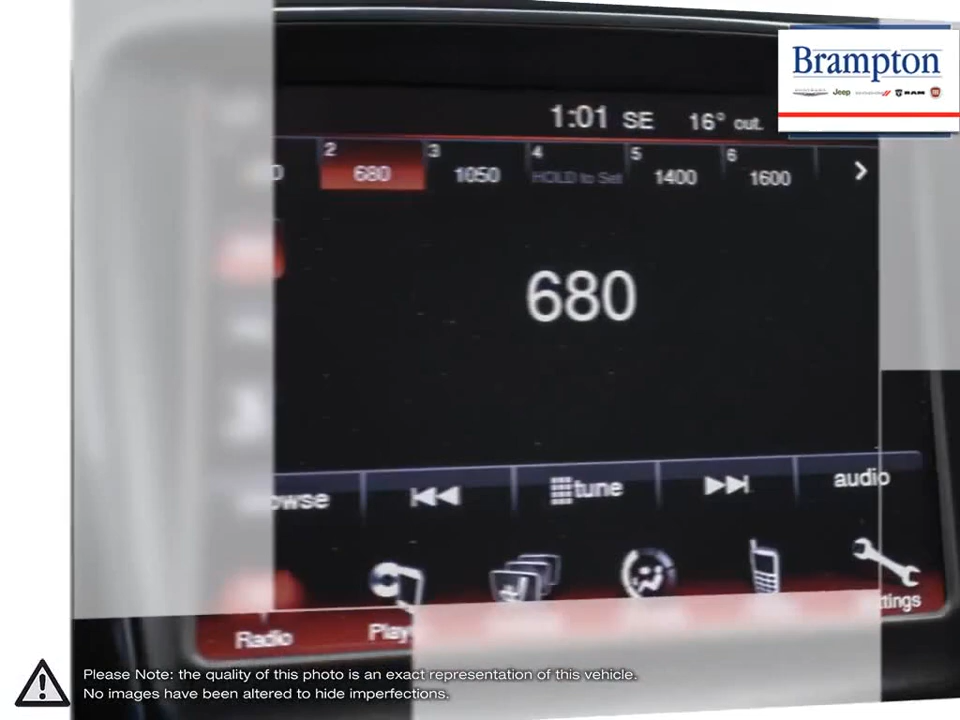 Brampton
Jeep RAM
1:01 SE 16° out.
2 3 4 5 6
680 1050 HOLD to Set 1400 1600
680
tune audio
Radio
Please Note: the quality of this photo is an exact representation of this vehicle.
No images have been altered to hide imperfections.